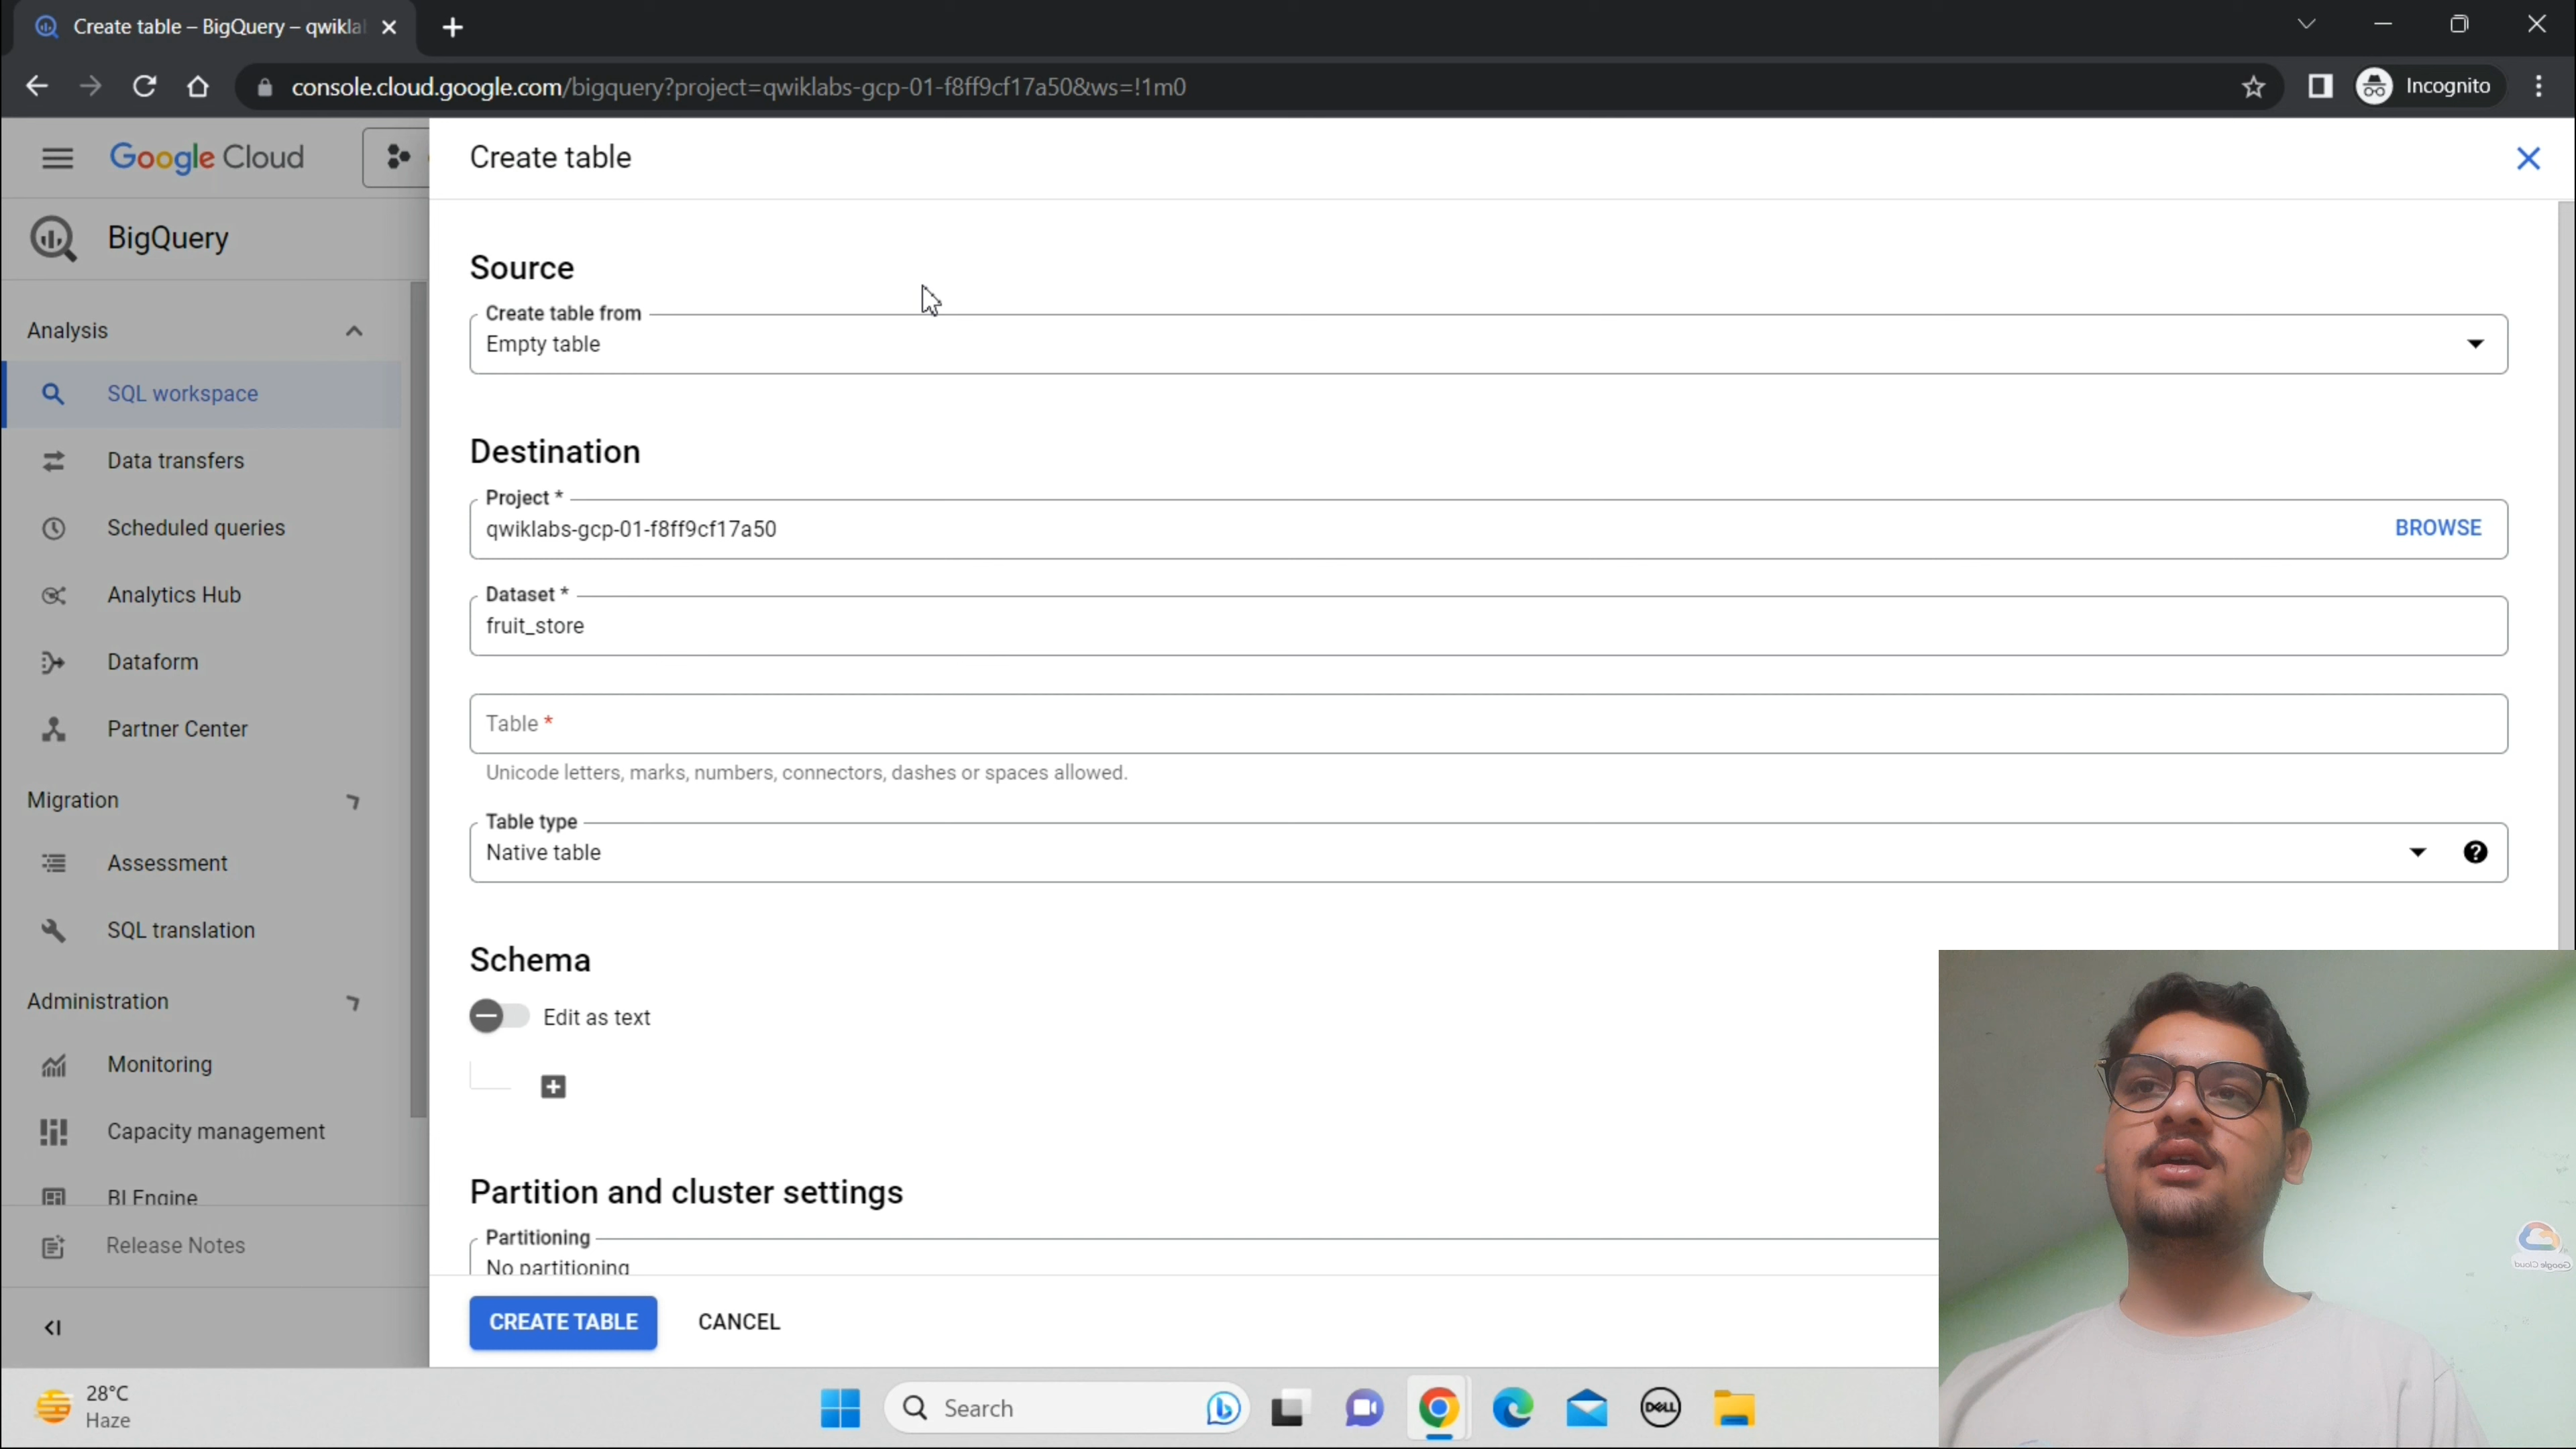 Create table – BigQuery – qwikla
console.cloud.google.com/bigquery?project=qwiklabs-gcp-01-f8ff9cf17a50&ws=!1m0
Incognito
Google Cloud
Create table
BigQuery
Analysis
SQL workspace
Data transfers
Scheduled queries
Analytics Hub
Dataform
Partner Center
Migration
Assessment
SQL translation
Administration
Monitoring
Capacity management
BI Engine
Release Notes
Source
Create table from
Empty table
Destination
Project *
qwiklabs-gcp-01-f8ff9cf17a50
BROWSE
Dataset *
fruit_store
Table *
Unicode letters, marks, numbers, connectors, dashes or spaces allowed.
Table type
Native table
Schema
Edit as text
Partition and cluster settings
Partitioning
No partitioning
CREATE TABLE
CANCEL
Google Cloud
28°C
Haze
Search
DELL